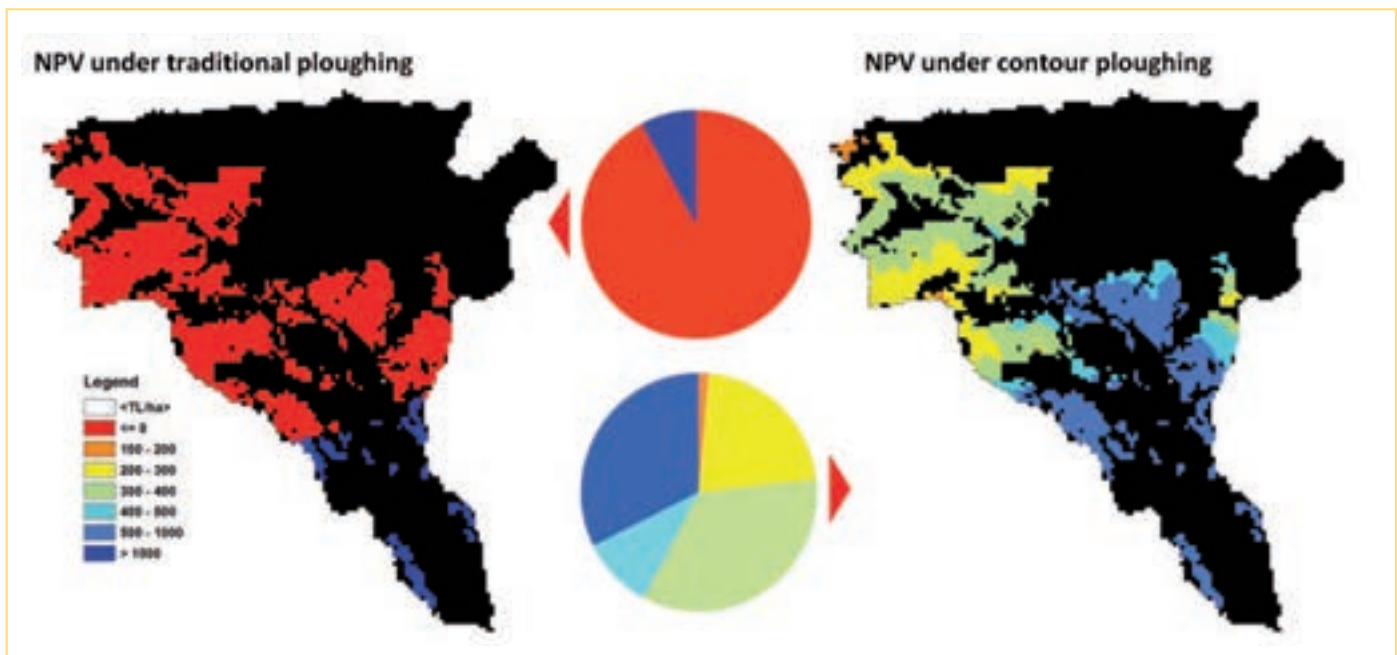 NPV under traditional ploughing
NPV under contour ploughing
Legend
<TL/ha>
<= 0
150 - 200
200 - 300
300 - 400
400 - 500
500 - 1000
> 1000